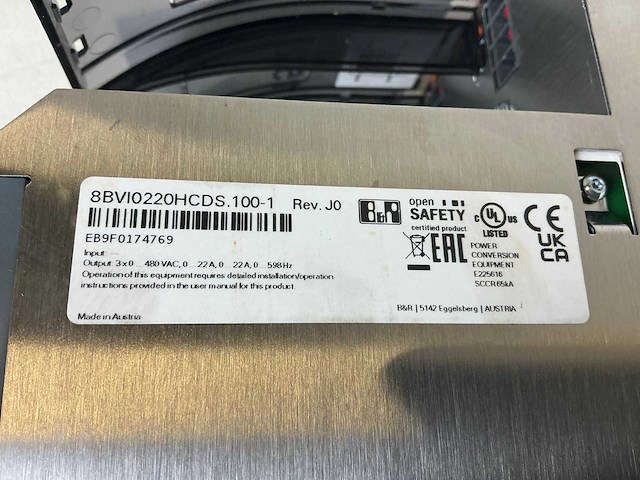 8BVI0220HCDS.100-1 Rev. J0
B&R
open
SAFETY
certified product
C UL US
LISTED
CE
UK
CA
EAC
EB9F0174769
Input: ---
Output: 3 x 0 ... 480 VAC, 0 ... 22 A, 0 ... 22 A, 0 ... 598 Hz
Operation of this equipment requires detailed installation/operation
instructions provided in the user manual for this product.
POWER
CONVERSION
EQUIPMENT
E225616
SCCR 65kA
Made in Austria
B&R | 5142 Eggelsberg | AUSTRIA